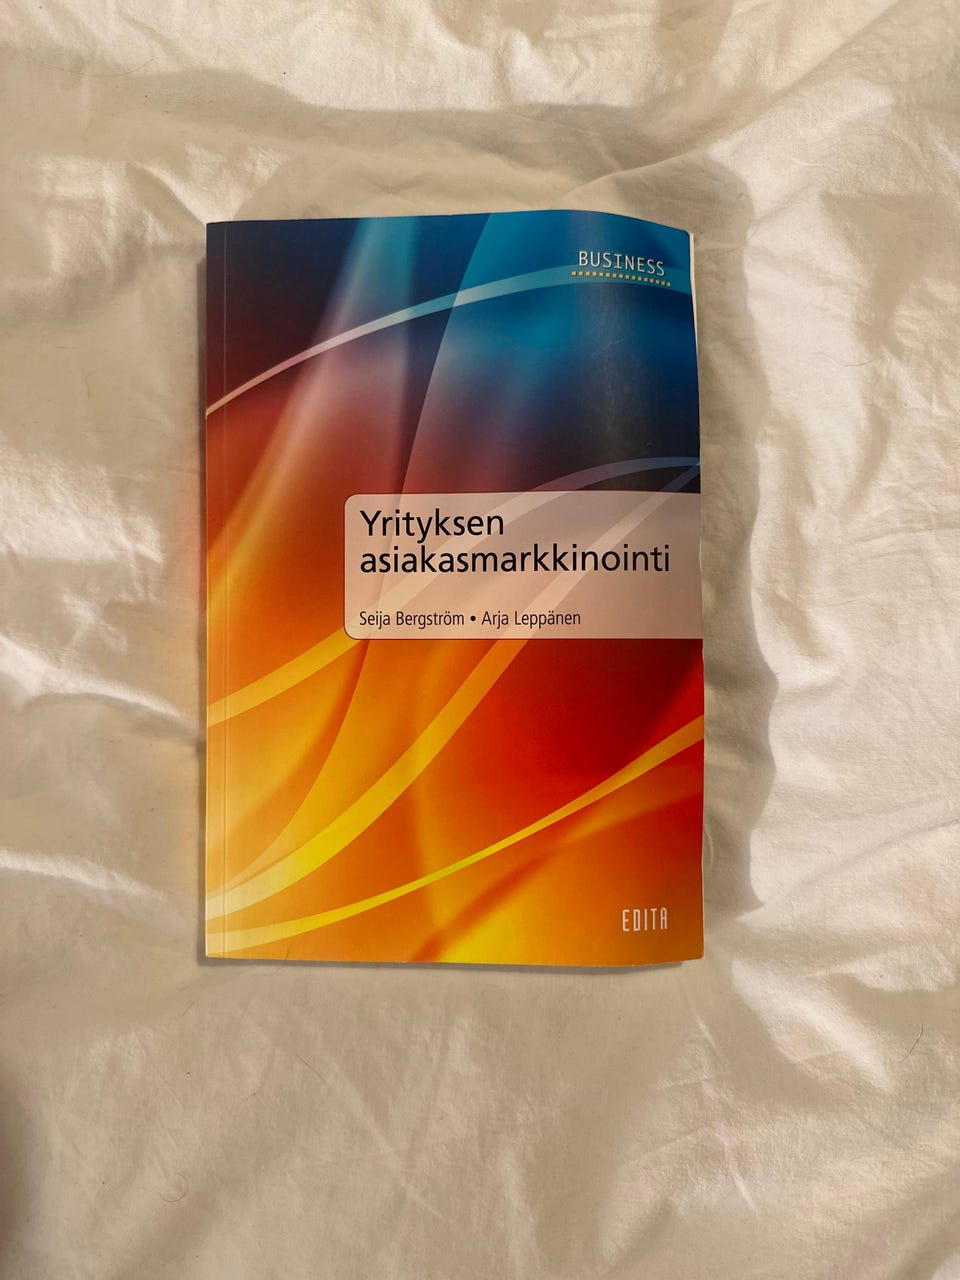 BUSINESS
Yrityksen
asiakasmarkkinointi
Seija Bergström • Arja Leppänen
EDITA